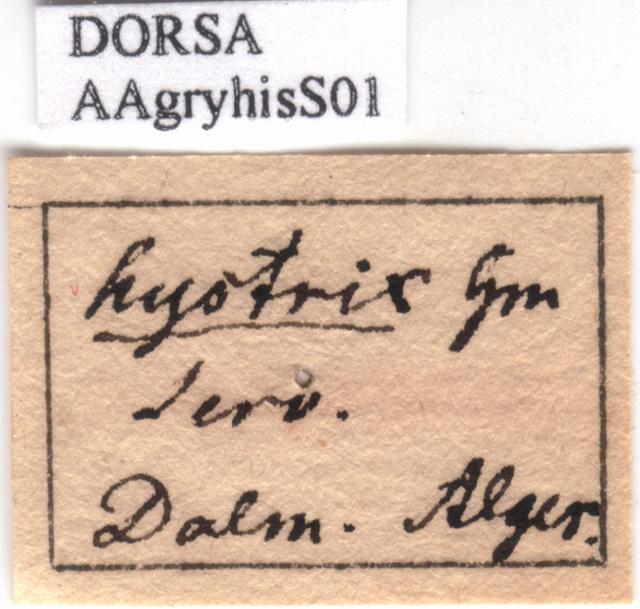 DORSA
AAgryhisS01
hystrix Gm
Serv.
Dalm. Alger.